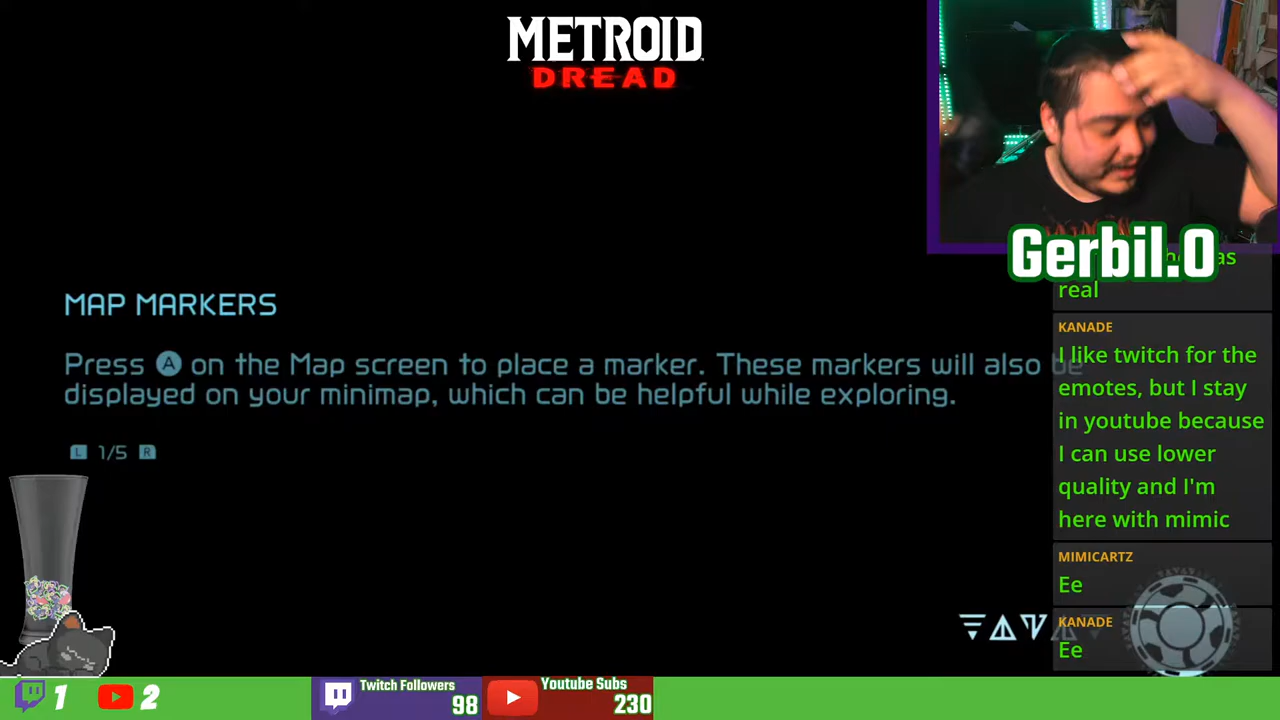 METROID
DREAD
Gerbil.O
as
real
MAP MARKERS
Press A on the Map screen to place a marker. These markers will also be
displayed on your minimap, which can be helpful while exploring.
L 1/5 R
KANADE
I like twitch for the
emotes, but I stay
in youtube because
I can use lower
quality and I'm
here with mimic
MIMICARTZ
Ee
KANADE
Ee
1
2
Twitch Followers
98
Youtube Subs
230